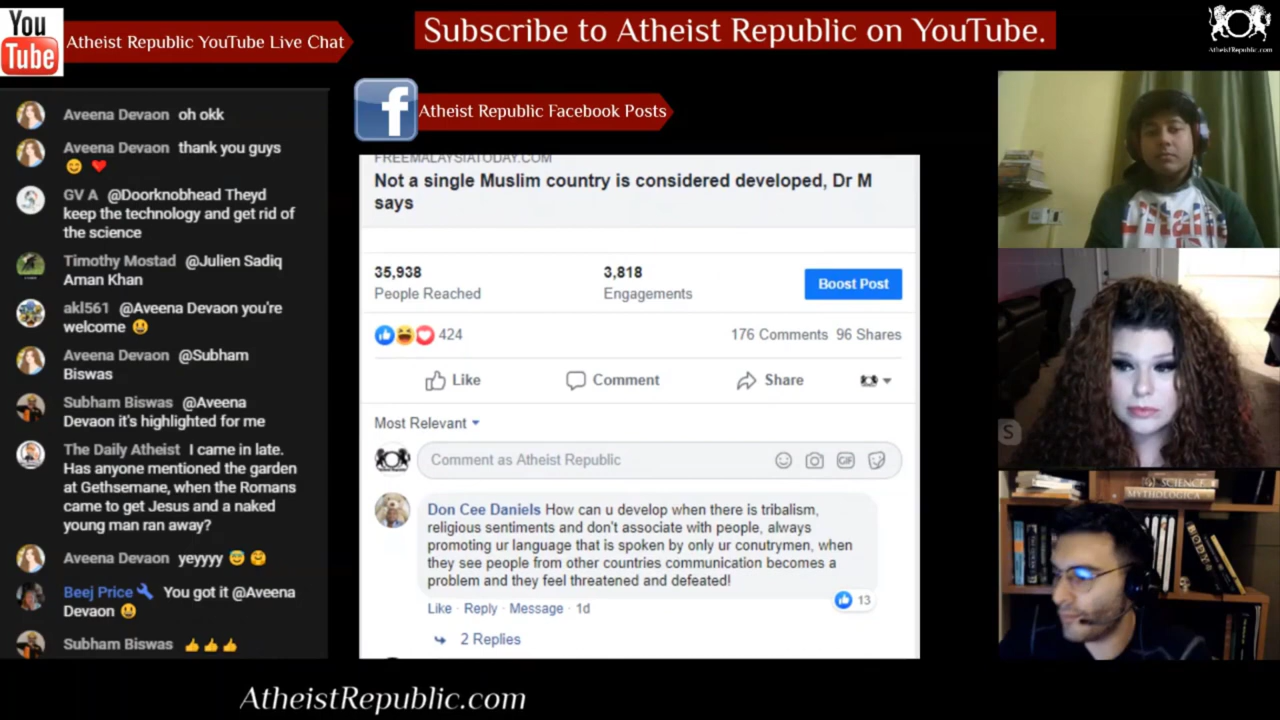 You
Tube
Atheist Republic YouTube Live Chat
Subscribe to Atheist Republic on YouTube.
AtheistRepublic.com
f
Atheist Republic Facebook Posts
Aveena Devaon oh okk
Aveena Devaon thank you guys
😊 ❤️
GV A @Doorknobhead Theyd
keep the technology and get rid of
the science
Timothy Mostad @Julien Sadiq
Aman Khan
akl561 @Aveena Devaon you're
welcome 😃
Aveena Devaon @Subham
Biswas
Subham Biswas @Aveena
Devaon it's highlighted for me
The Daily Atheist I came in late.
Has anyone mentioned the garden
at Gethsemane, when the Romans
came to get Jesus and a naked
young man ran away?
Aveena Devaon yeyyyy 😇 🤗
Beej Price You got it @Aveena
Devaon 😃
Subham Biswas 👍👍👍
FREEMALAYSIATODAY.COM
Not a single Muslim country is considered developed, Dr M
says
35,938
People Reached
3,818
Engagements
Boost Post
424
176 Comments 96 Shares
Like
Comment
Share
Most Relevant
Comment as Atheist Republic
GIF
Don Cee Daniels How can u develop when there is tribalism,
religious sentiments and don't associate with people, always
promoting ur language that is spoken by only ur conutrymen, when
they see people from other countries communication becomes a
problem and they feel threatened and defeated!
13
Like · Reply · Message · 1d
2 Replies
S
SCIENCE
MYTHOLOGICA
BODY
AtheistRepublic.com